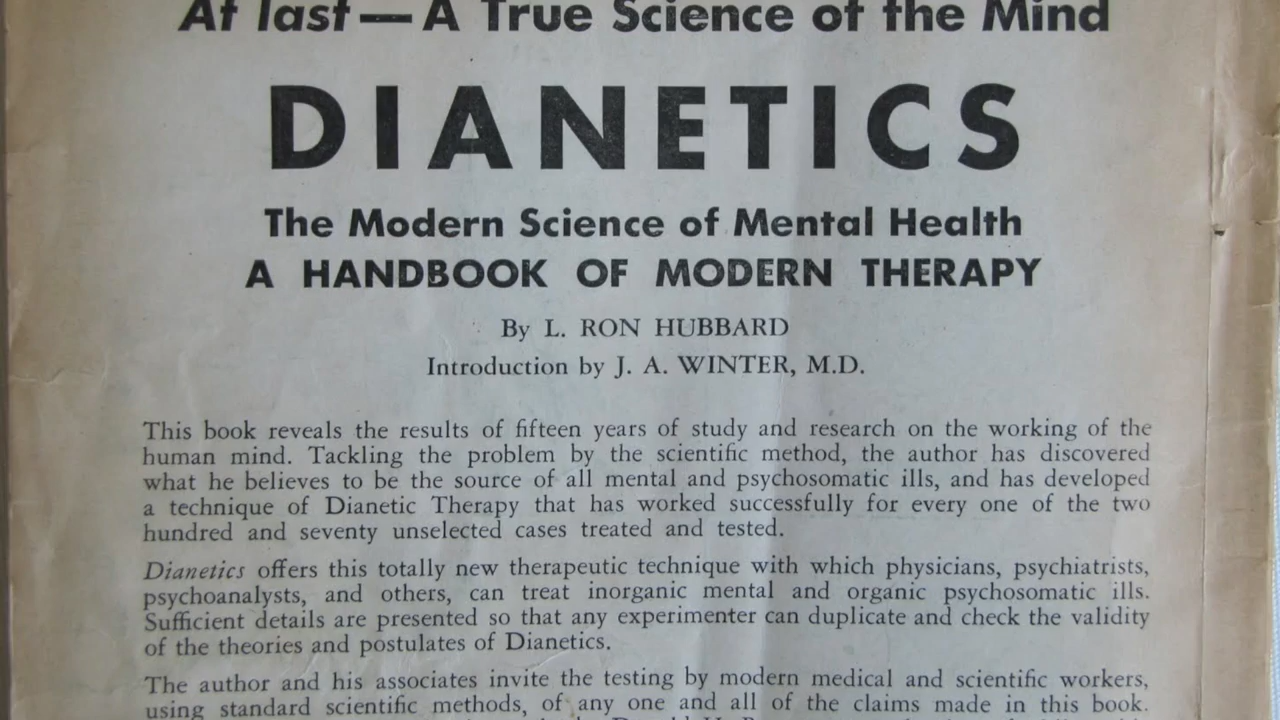 At last—A True Science of the Mind
DIANETICS
The Modern Science of Mental Health
A HANDBOOK OF MODERN THERAPY
By L. RON HUBBARD
Introduction by J. A. WINTER, M.D.
This book reveals the results of fifteen years of study and research on the working of the
human mind. Tackling the problem by the scientific method, the author has discovered
what he believes to be the source of all mental and psychosomatic ills, and has developed
a technique of Dianetic Therapy that has worked successfully for every one of the two
hundred and seventy unselected cases treated and tested.
Dianetics offers this totally new therapeutic technique with which physicians, psychiatrists,
psychoanalysts, and others, can treat inorganic mental and organic psychosomatic ills.
Sufficient details are presented so that any experimenter can duplicate and check the validity
of the theories and postulates of Dianetics.
The author and his associates invite the testing by modern medical and scientific workers,
using standard scientific methods, of any one and all of the claims made in this book.